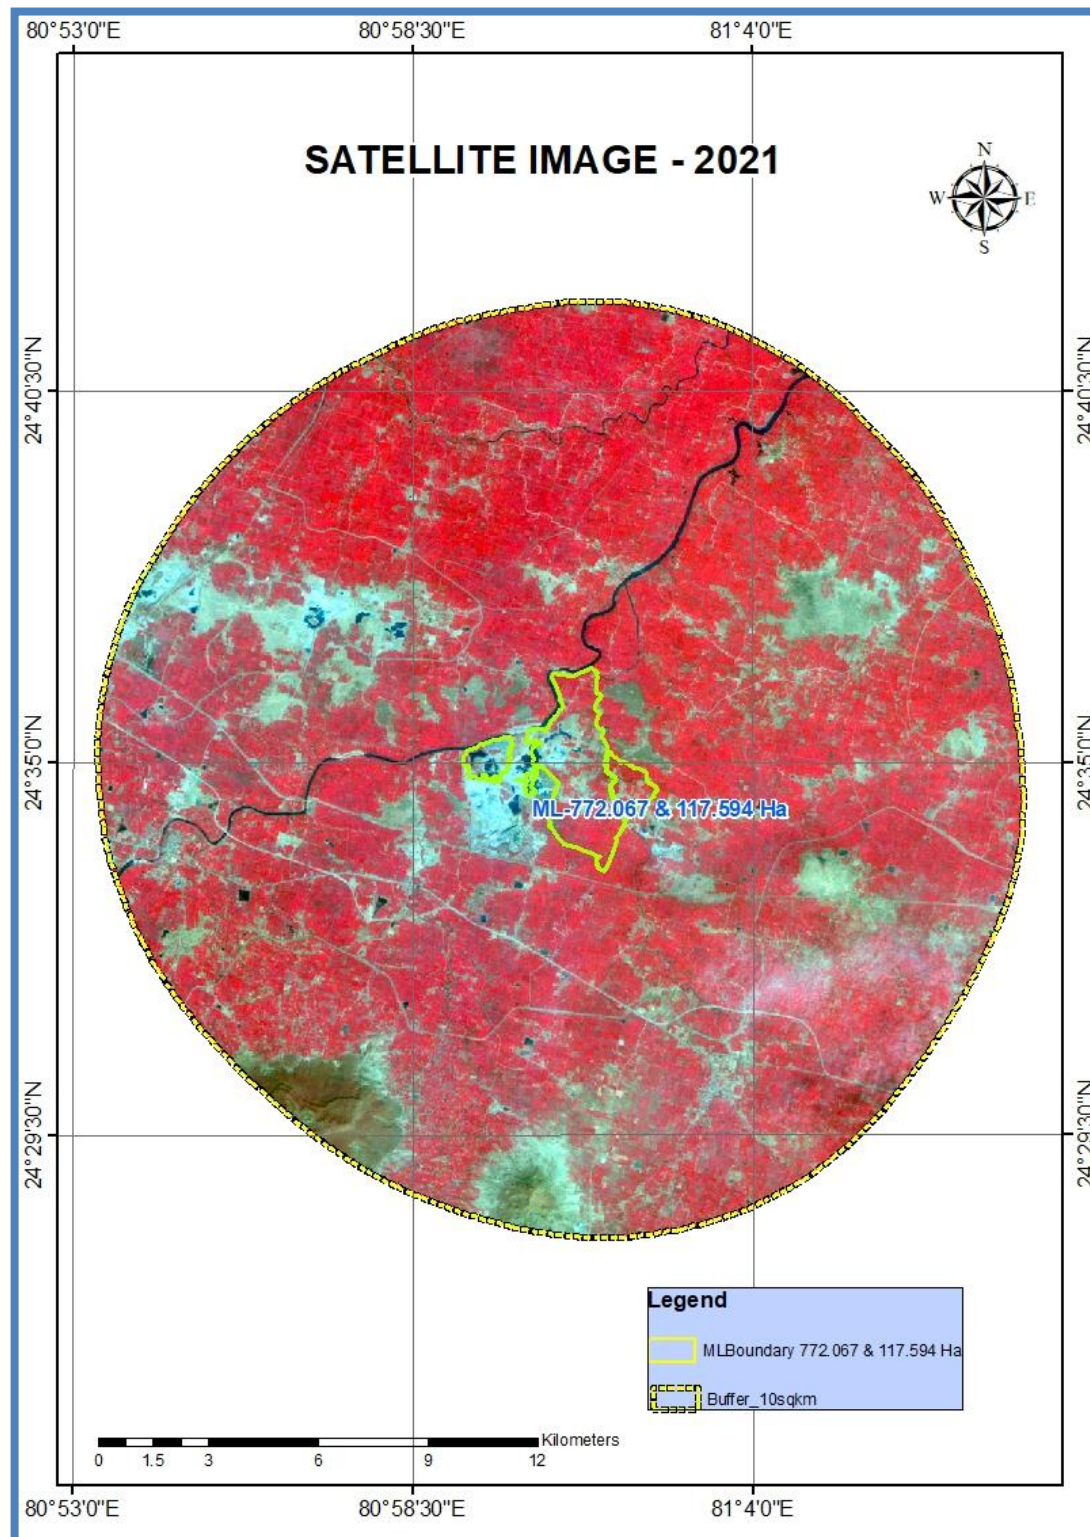 80°53'0"E 80°58'30"E 81°4'0"E
SATELLITE IMAGE - 2021
N
W E
S
24°40'30"N 24°40'30"N
24°35'0"N 24°35'0"N
ML-772.067 & 117.594 Ha
24°29'30"N 24°29'30"N
Legend
MLBoundary 772.067 & 117.594 Ha
Buffer_10sqkm
Kilometers
0 1.5 3 6 9 12
80°53'0"E 80°58'30"E 81°4'0"E